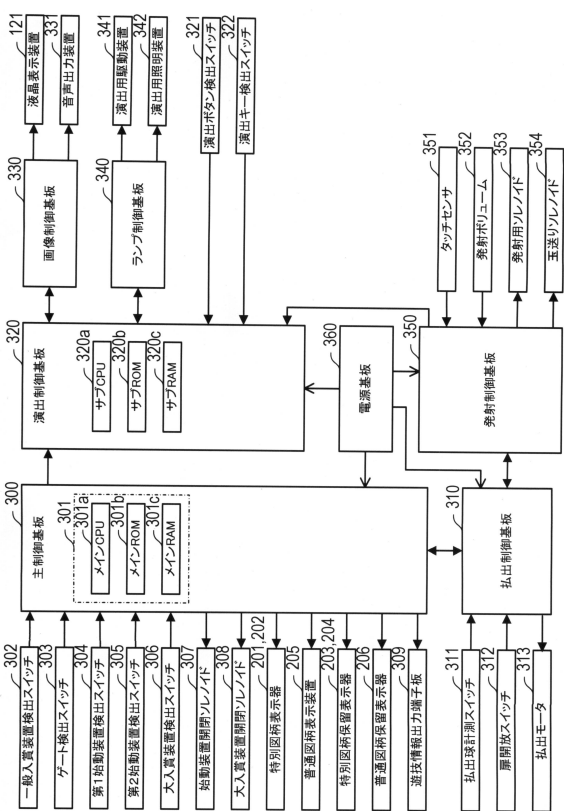 一般入賞装置検出スイッチ 302
ゲート検出スイッチ 303
第1始動装置検出スイッチ 304
第2始動装置検出スイッチ 305
大入賞装置検出スイッチ 306
始動装置開閉ソレノイド 307
大入賞装置開閉ソレノイド 308
特別図柄表示器 201,202
普通図柄表示装置 205
特別図柄保留表示器 203,204
普通図柄保留表示器 206
遊技情報出力端子板 309
払出球計測スイッチ 311
扉開放スイッチ 312
払出モータ 313
主制御基板 300
301
メインCPU 301a
メインROM 301b
メインRAM 301c
払出制御基板 310
演出制御基板 320
サブCPU 320a
サブROM 320b
サブRAM 320c
電源基板 360
発射制御基板 350
画像制御基板 330
ランプ制御基板 340
液晶表示装置 121
音声出力装置 331
演出用駆動装置 341
演出用照明装置 342
演出ボタン検出スイッチ 321
演出キー検出スイッチ 322
タッチセンサ 351
発射ボリューム 352
発射用ソレノイド 353
玉送りソレノイド 354